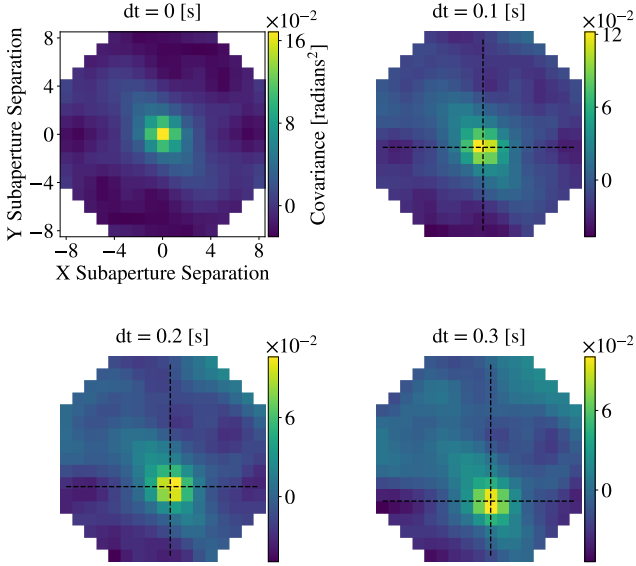 dt = 0 [s]
×10⁻²
8
4
0
−4
−8
Y Subaperture Separation
−8 −4 0 4 8
X Subaperture Separation
16
8
0
Covariance [radians²]
dt = 0.1 [s]
×10⁻²
12
6
0
dt = 0.2 [s]
×10⁻²
6
0
dt = 0.3 [s]
×10⁻²
6
0